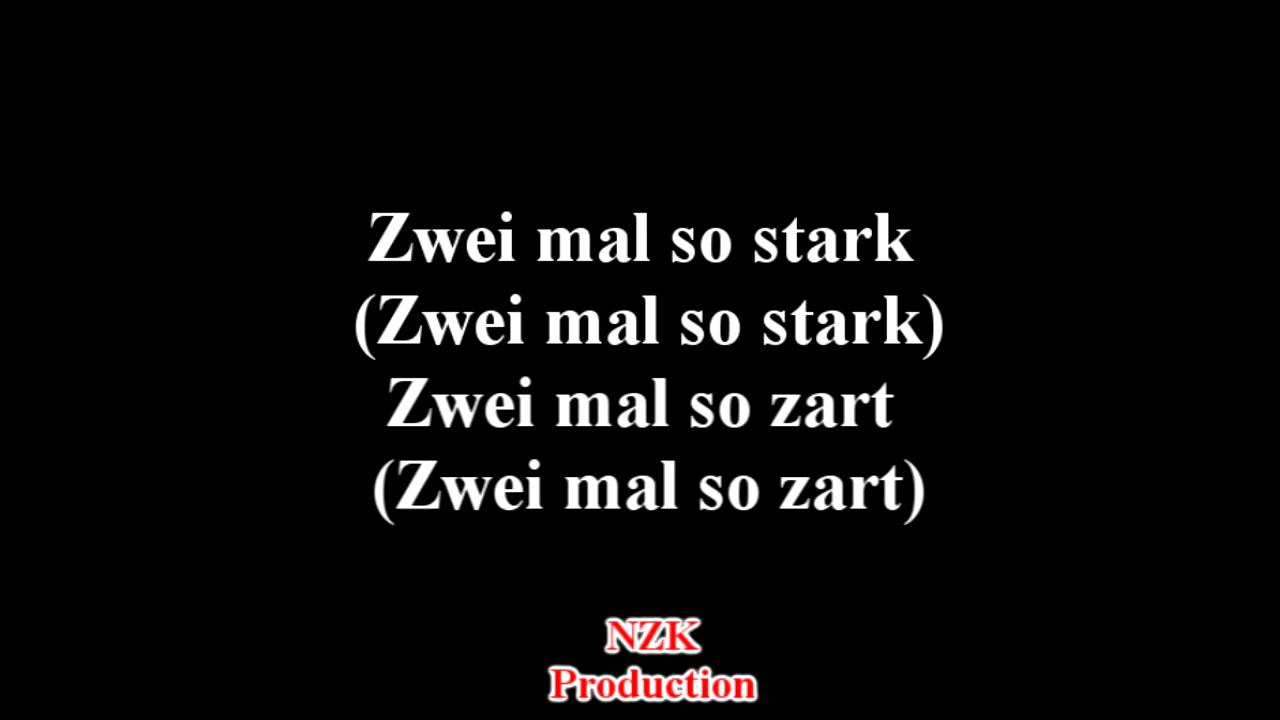 Zwei mal so stark
(Zwei mal so stark)
Zwei mal so zart
(Zwei mal so zart)
NZK
Production